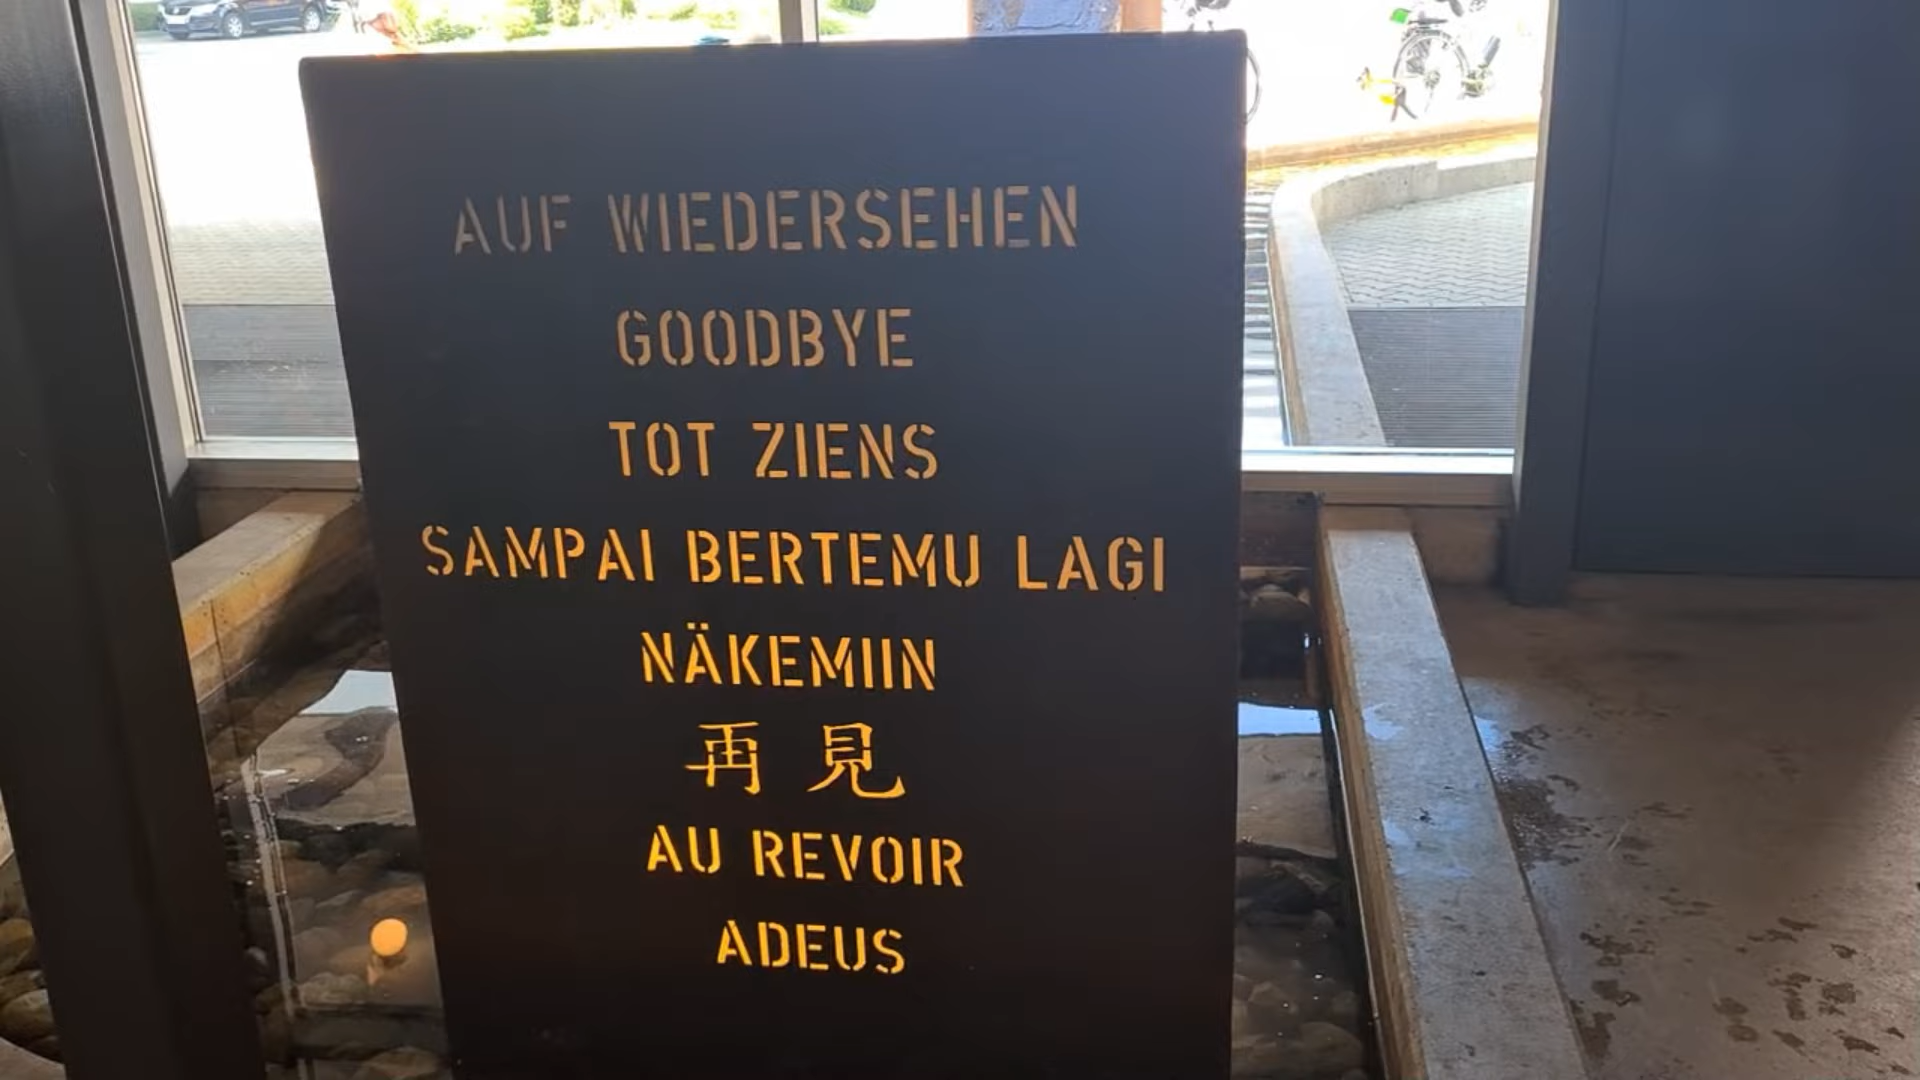 AUF WIEDERSEHEN
GOODBYE
TOT ZIENS
SAMPAI BERTEMU LAGI
NÄKEMIIN
再見
AU REVOIR
ADEUS